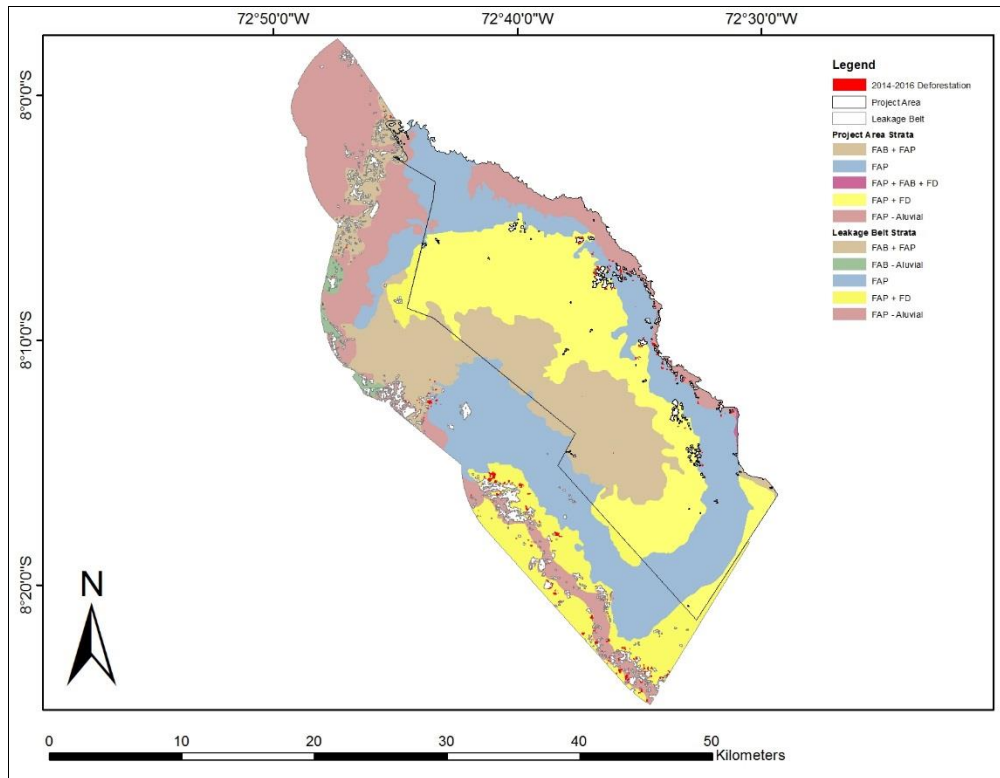 72°50'0"W 72°40'0"W 72°30'0"W
8°0'0"S
8°10'0"S
8°20'0"S
Legend
2014-2016 Deforestation
Project Area
Leakage Belt
Project Area Strata
FAB + FAP
FAP
FAP + FAB + FD
FAP + FD
FAP - Aluvial
Leakage Belt Strata
FAB + FAP
FAB - Aluvial
FAP
FAP + FD
FAP - Aluvial
N
0 10 20 30 40 50
Kilometers